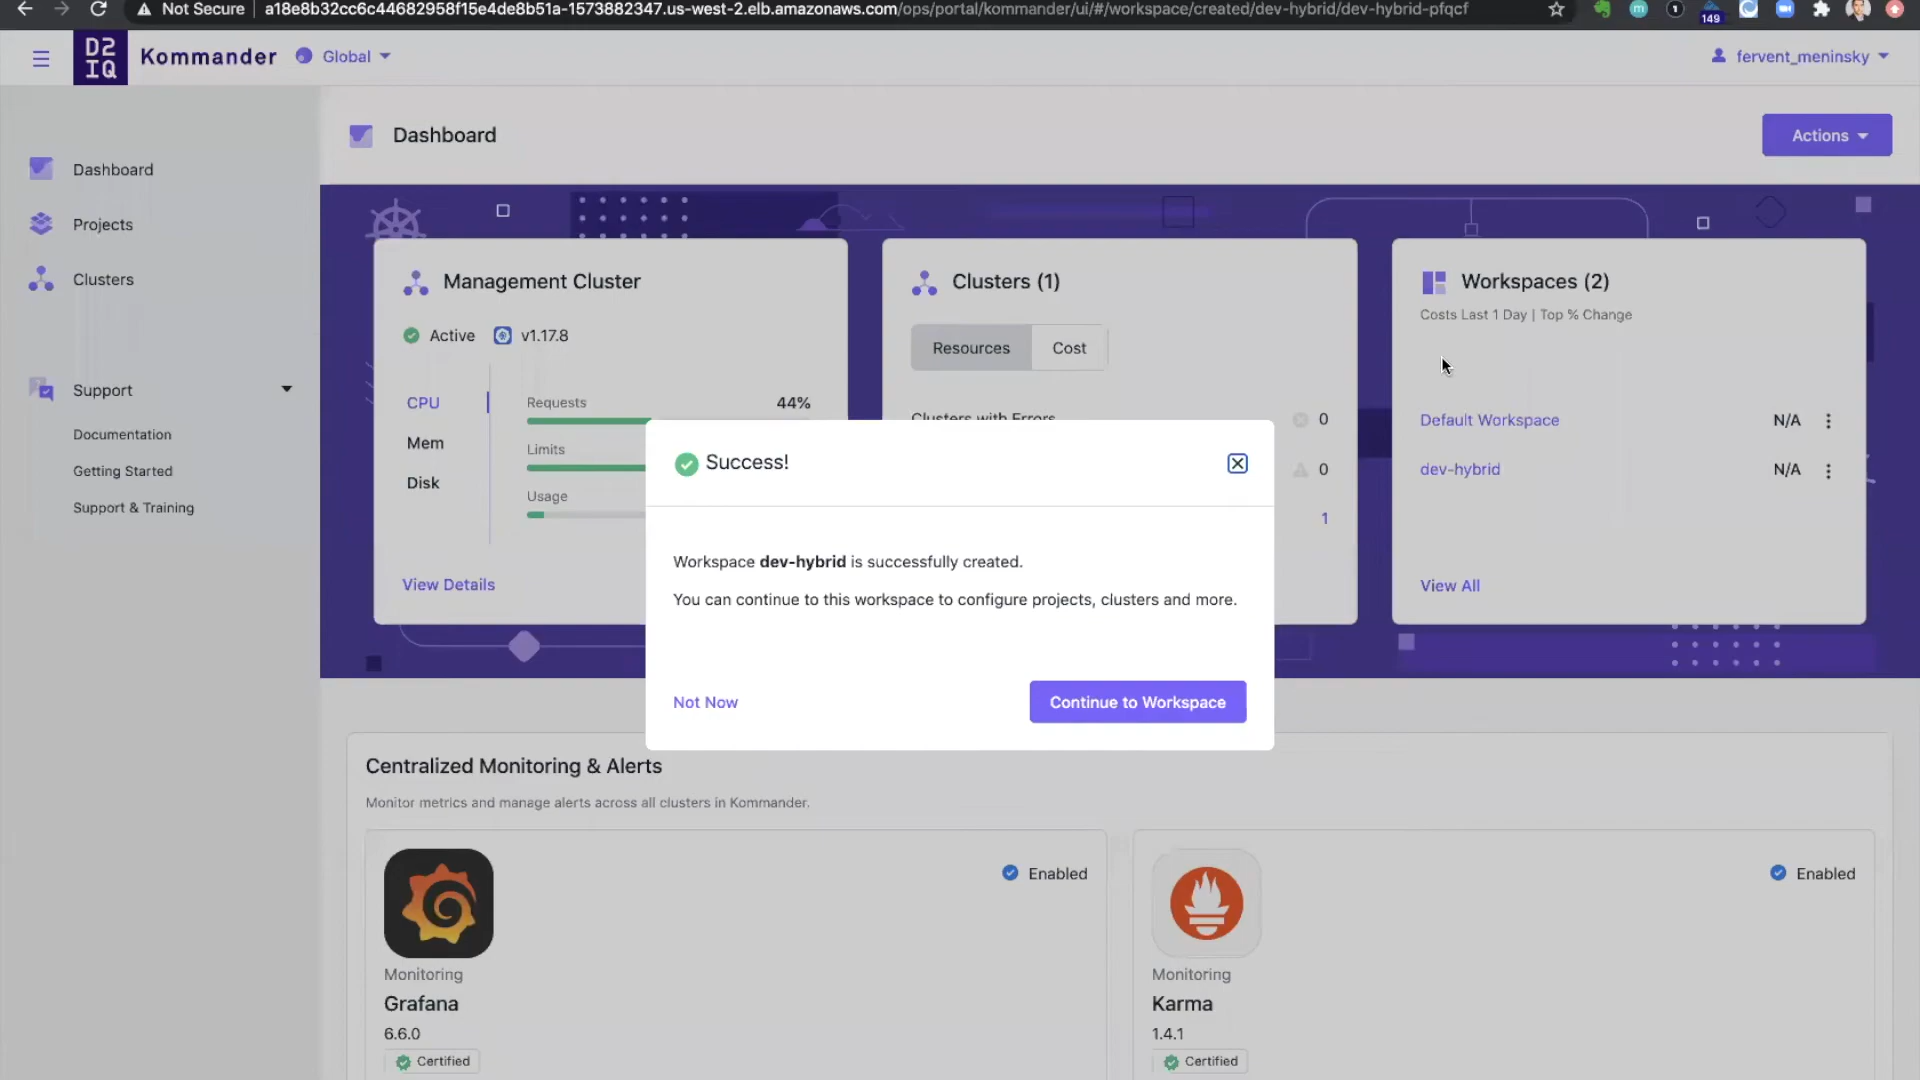 Not Secure
a18e8b32cc6c44682958f15e4de8b51a-1573882347.us-west-2.elb.amazonaws.com/ops/portal/kommander/ui/#/workspace/created/dev-hybrid/dev-hybrid-pfqcf
149
D2
IQ
Kommander
Global
fervent_meninsky
Dashboard
Actions
Dashboard
Projects
Clusters
Support
Documentation
Getting Started
Support & Training
Management Cluster
Active
v1.17.8
CPU
Mem
Disk
Requests
44%
Limits
Usage
View Details
Clusters (1)
Resources
Cost
Clusters with Errors
0
0
1
Workspaces (2)
Costs Last 1 Day | Top % Change
Default Workspace
N/A
dev-hybrid
N/A
View All
Success!
Workspace dev-hybrid is successfully created.
You can continue to this workspace to configure projects, clusters and more.
Not Now
Continue to Workspace
Centralized Monitoring & Alerts
Monitor metrics and manage alerts across all clusters in Kommander.
Enabled
Monitoring
Grafana
6.6.0
Certified
Enabled
Monitoring
Karma
1.4.1
Certified